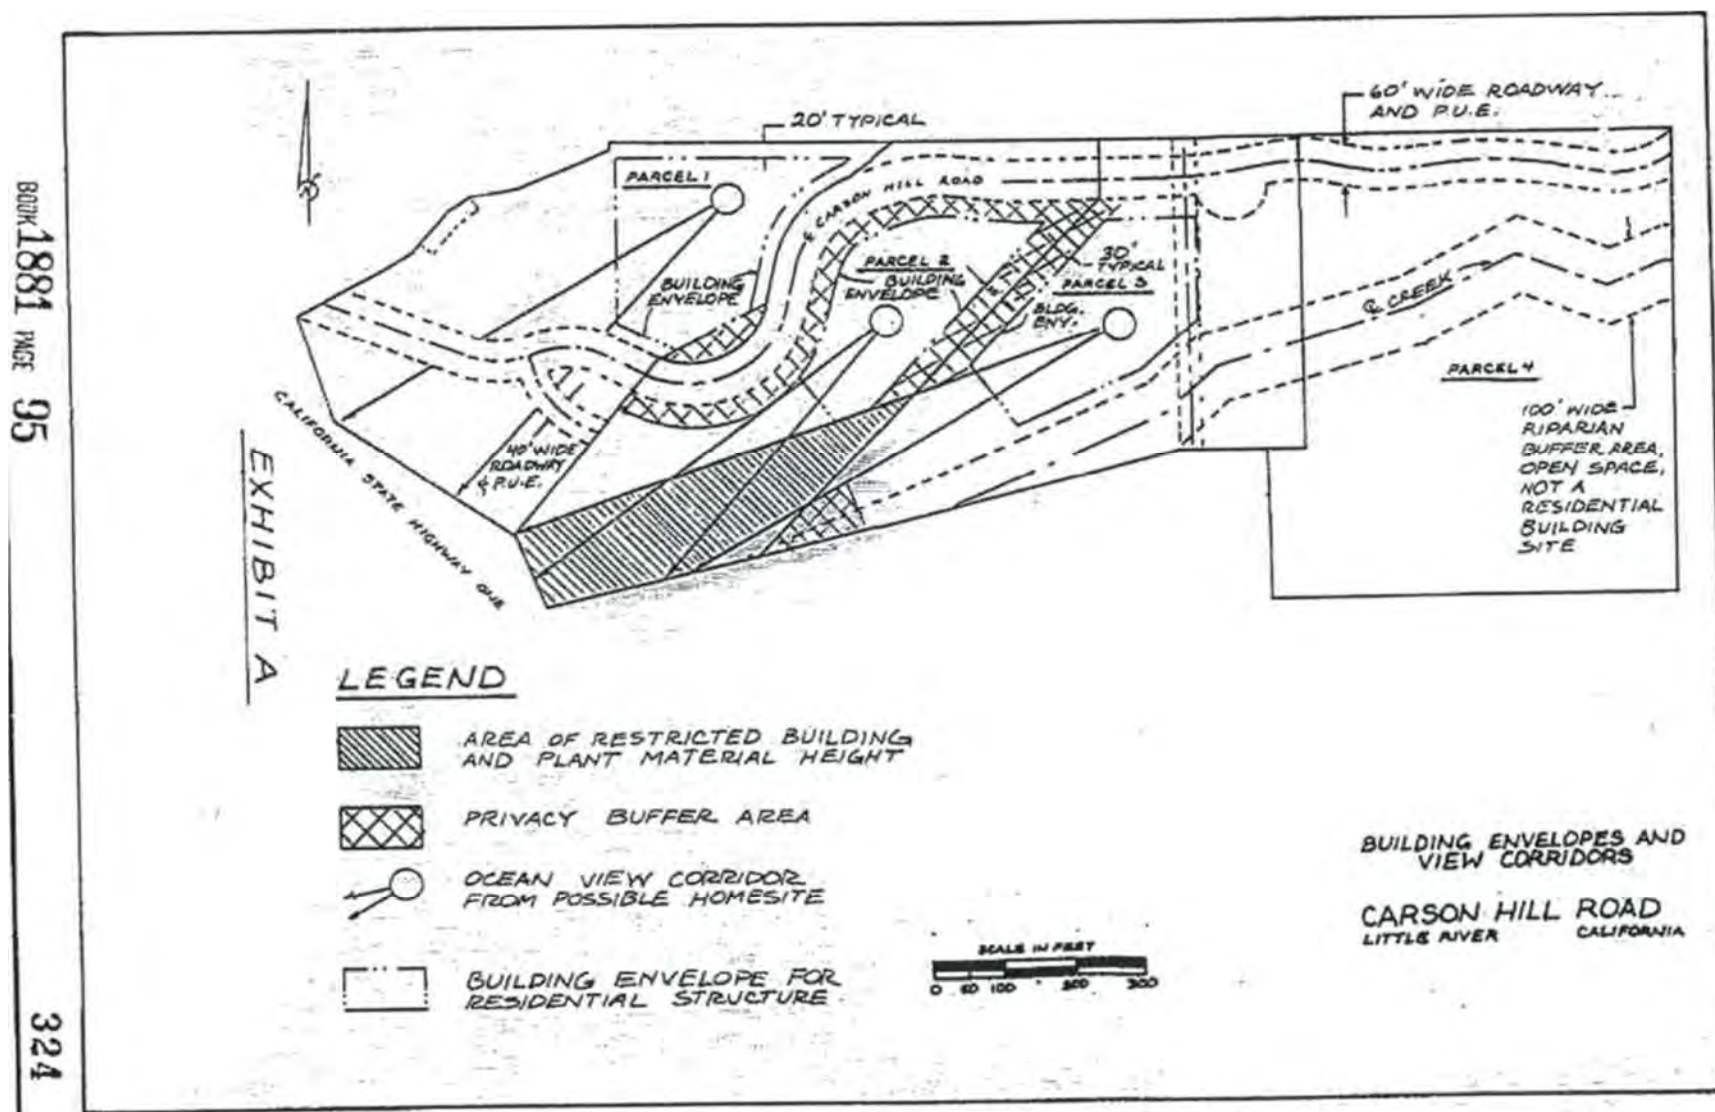 BOOK 1881 PAGE 95
324
EXHIBIT A
20' TYPICAL
60' WIDE ROADWAY
AND P.U.E.
PARCEL 1
℄ CARSON HILL ROAD
BUILDING
ENVELOPE
PARCEL 2
BUILDING
ENVELOPE
30'
TYPICAL
PARCEL 3
BLDG.
ENV.
℄ CREEK
PARCEL 4
100' WIDE
RIPARIAN
BUFFER AREA,
OPEN SPACE,
NOT A
RESIDENTIAL
BUILDING
SITE
40' WIDE
ROADWAY
& P.U.E.
CALIFORNIA STATE HIGHWAY ONE
LEGEND
AREA OF RESTRICTED BUILDING
AND PLANT MATERIAL HEIGHT
PRIVACY BUFFER AREA
OCEAN VIEW CORRIDOR
FROM POSSIBLE HOMESITE
BUILDING ENVELOPE FOR
RESIDENTIAL STRUCTURE
SCALE IN FEET
0 50 100 200 300
BUILDING ENVELOPES AND
VIEW CORRIDORS
CARSON HILL ROAD
LITTLE RIVER CALIFORNIA